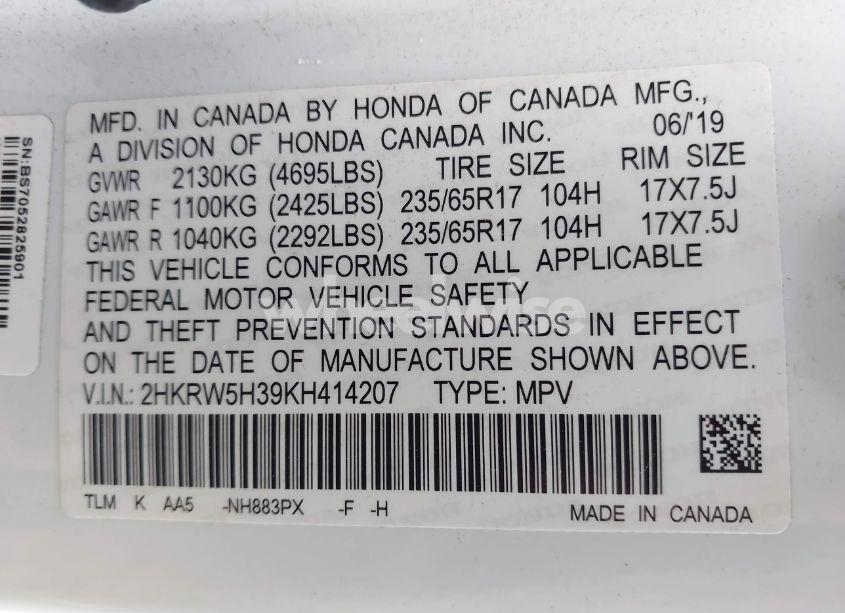 MFD. IN CANADA BY HONDA OF CANADA MFG.,
A DIVISION OF HONDA CANADA INC. 06/'19
GVWR 2130KG (4695LBS) TIRE SIZE RIM SIZE
GAWR F 1100KG (2425LBS) 235/65R17 104H 17X7.5J
GAWR R 1040KG (2292LBS) 235/65R17 104H 17X7.5J
THIS VEHICLE CONFORMS TO ALL APPLICABLE
FEDERAL MOTOR VEHICLE SAFETY
AND THEFT PREVENTION STANDARDS IN EFFECT
ON THE DATE OF MANUFACTURE SHOWN ABOVE.
V.I.N.: 2HKRW5H39KH414207 TYPE: MPV
TLM K AA5 -NH883PX -F -H
MADE IN CANADA
SN:BS7052825901
wheelwise